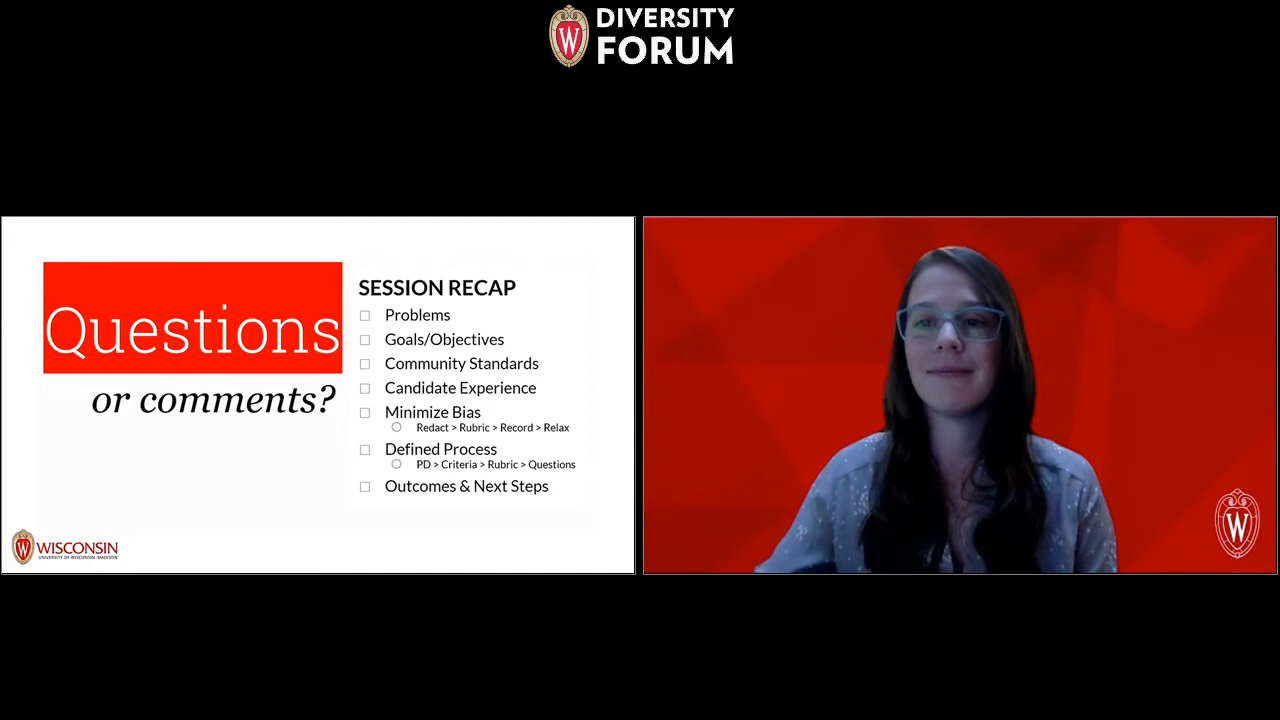 DIVERSITY
FORUM
Questions
or comments?
SESSION RECAP
Problems
Goals/Objectives
Community Standards
Candidate Experience
Minimize Bias
Redact > Rubric > Record > Relax
Defined Process
PD > Criteria > Rubric > Questions
Outcomes & Next Steps
W
WISCONSIN
UNIVERSITY OF WISCONSIN–MADISON
W